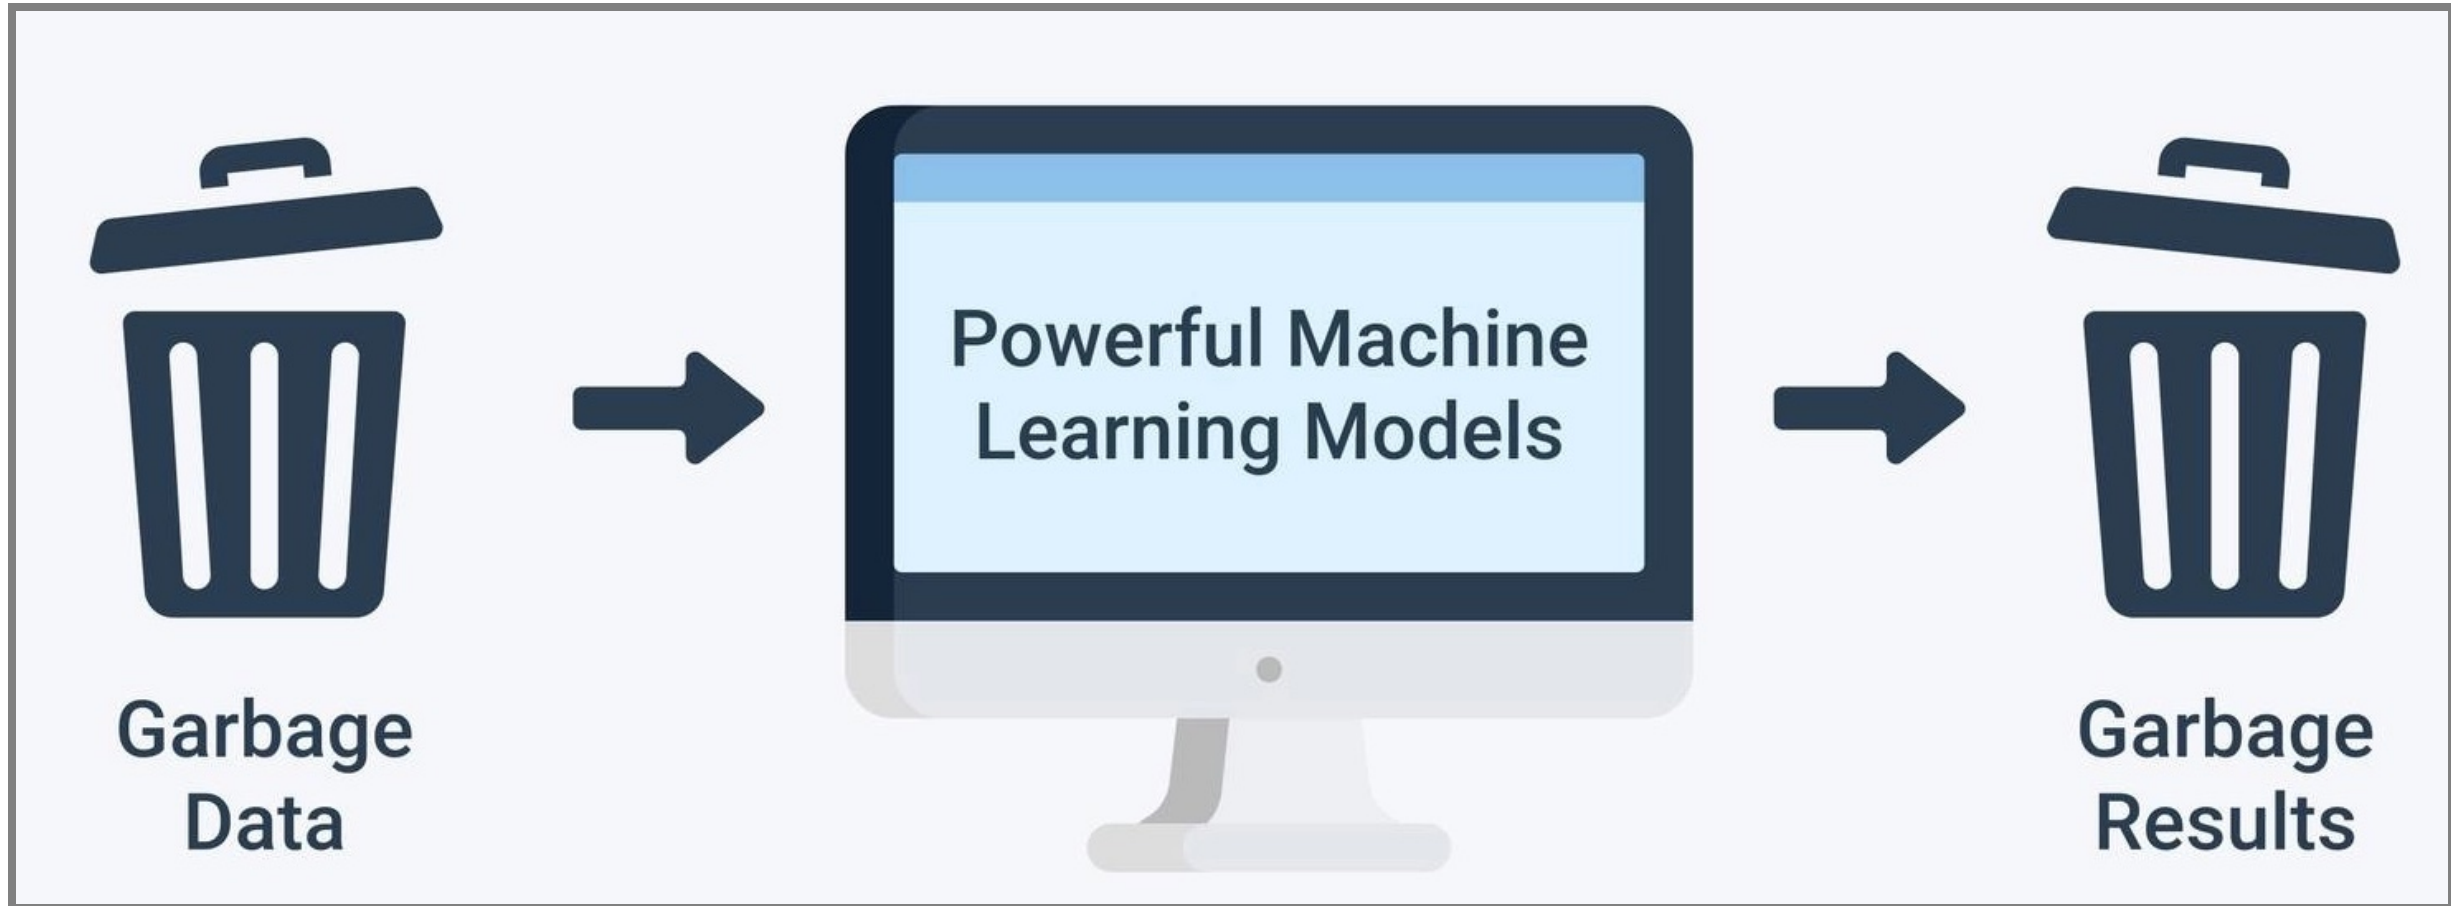 Garbage
Data
Powerful Machine
Learning Models
Garbage
Results